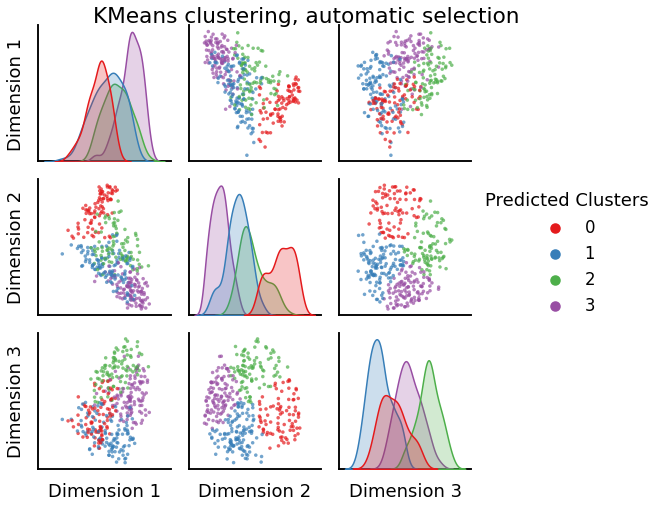 KMeans clustering, automatic selection
Dimension 1
Dimension 2
Dimension 3
Predicted Clusters
0
1
2
3
Dimension 1
Dimension 2
Dimension 3